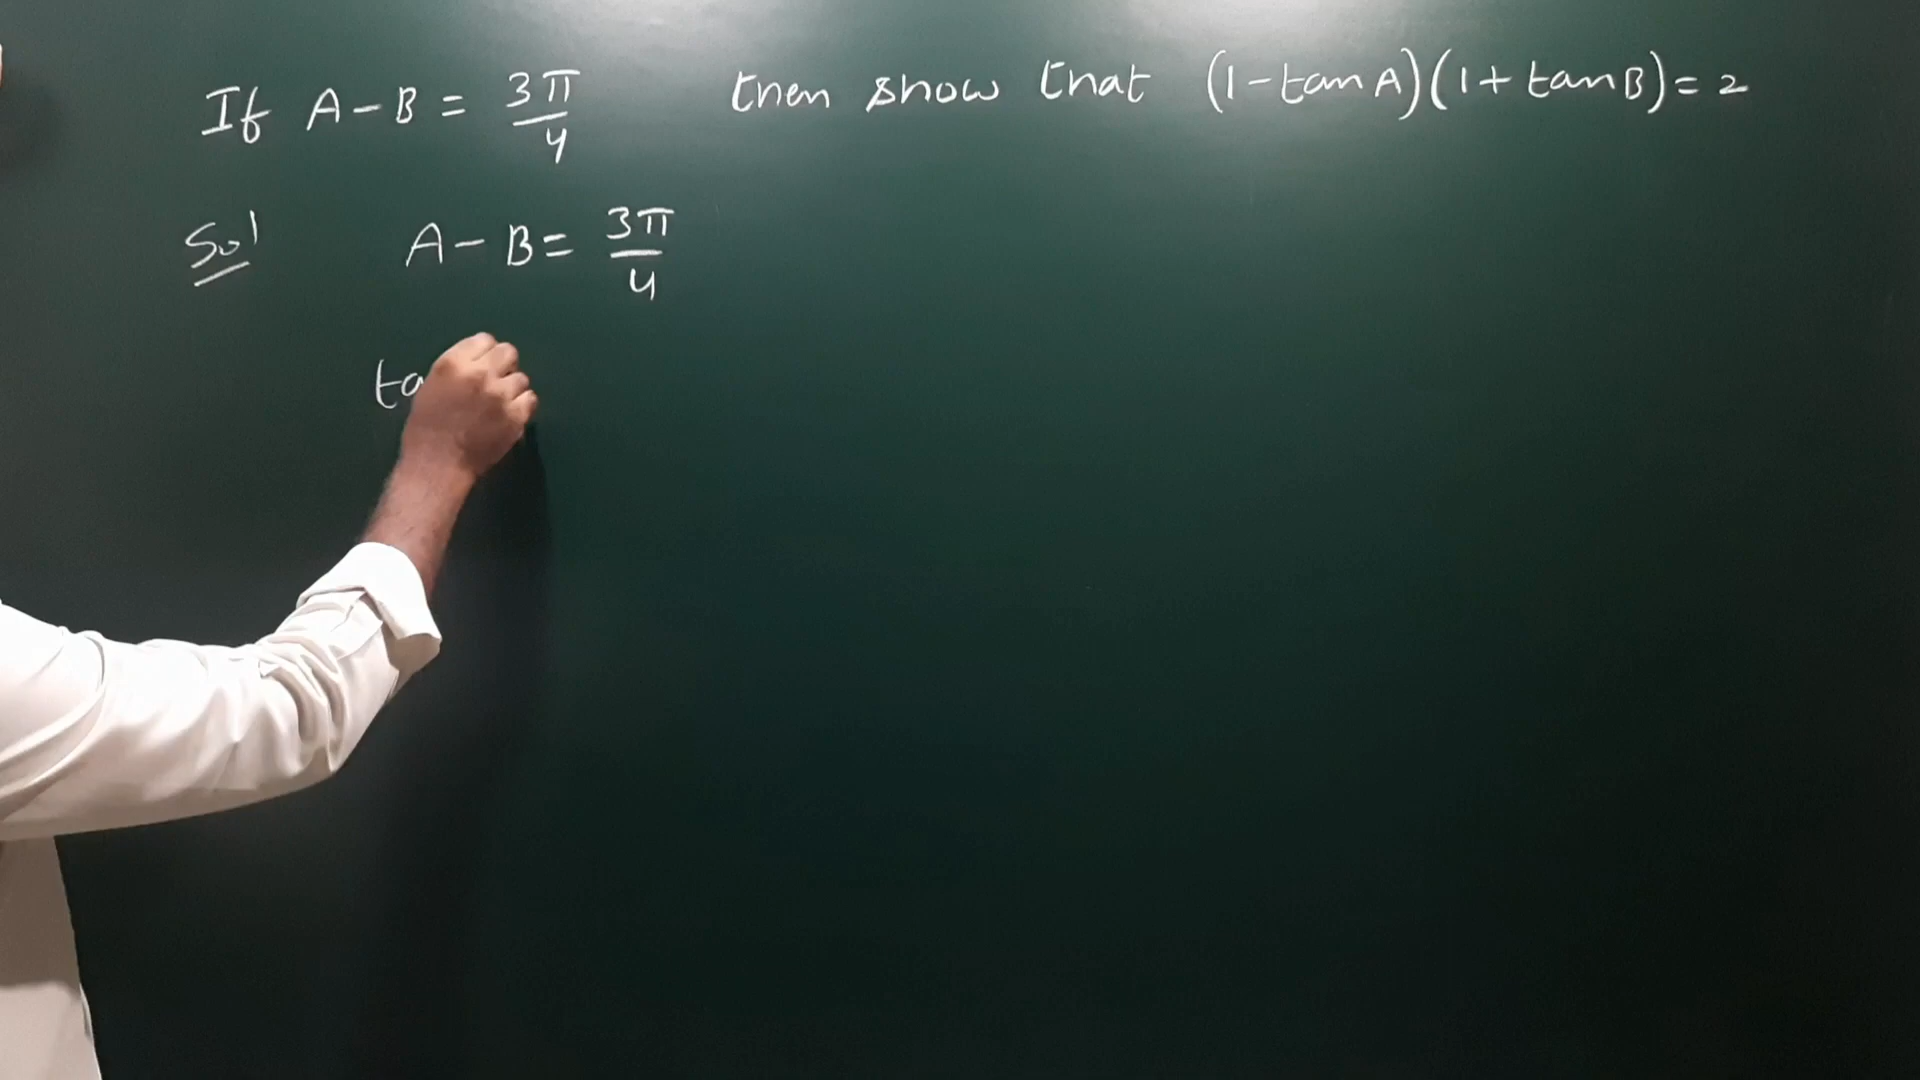 If A - B = 3π/4 then show that (1 - tan A)(1 + tan B) = 2
Sol A - B = 3π/4
ta